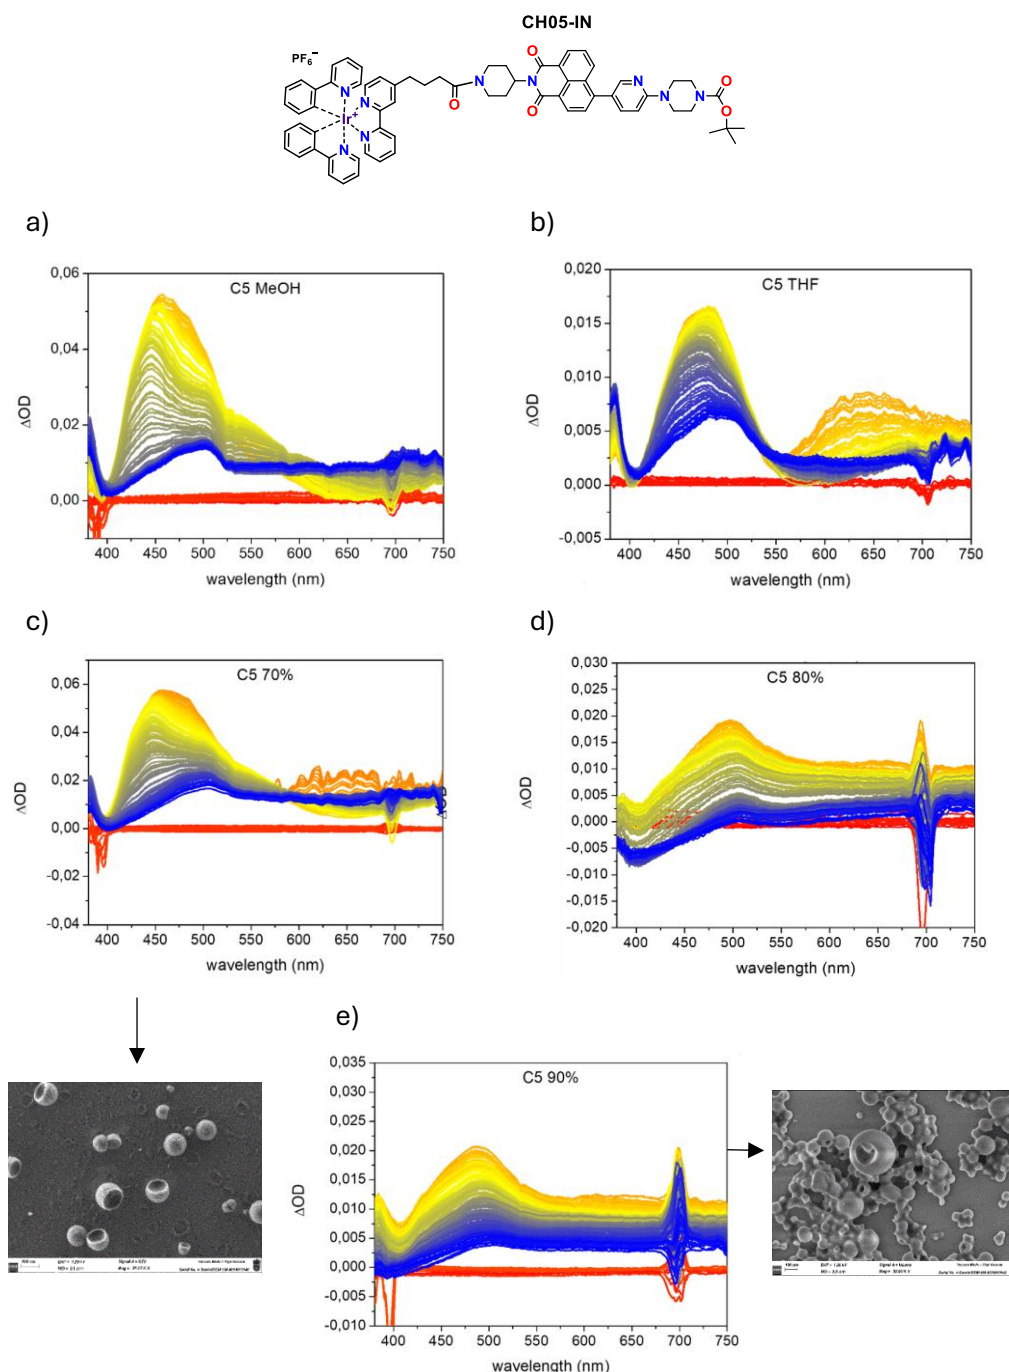 CH05-IN
PF6−
N
N
N
N
Ir+
O
N
O
N
O
N
N
N
O
O
a)
b)
0,06
0,04
0,02
0,00
ΔOD
C5 MeOH
400 450 500 550 600 650 700 750
wavelength (nm)
0,020
0,015
0,010
0,005
0,000
-0,005
ΔOD
C5 THF
400 450 500 550 600 650 700 750
wavelength (nm)
c)
d)
0,06
0,04
0,02
0,00
-0,02
-0,04
ΔOD
C5 70%
400 450 500 550 600 650 700 750
wavelength (nm)
0,030
0,025
0,020
0,015
0,010
0,005
0,000
-0,005
-0,010
-0,015
-0,020
ΔOD
C5 80%
400 450 500 550 600 650 700 750
wavelength (nm)
e)
0,035
0,030
0,025
0,020
0,015
0,010
0,005
0,000
-0,005
-0,010
ΔOD
C5 90%
400 450 500 550 600 650 700 750
wavelength (nm)